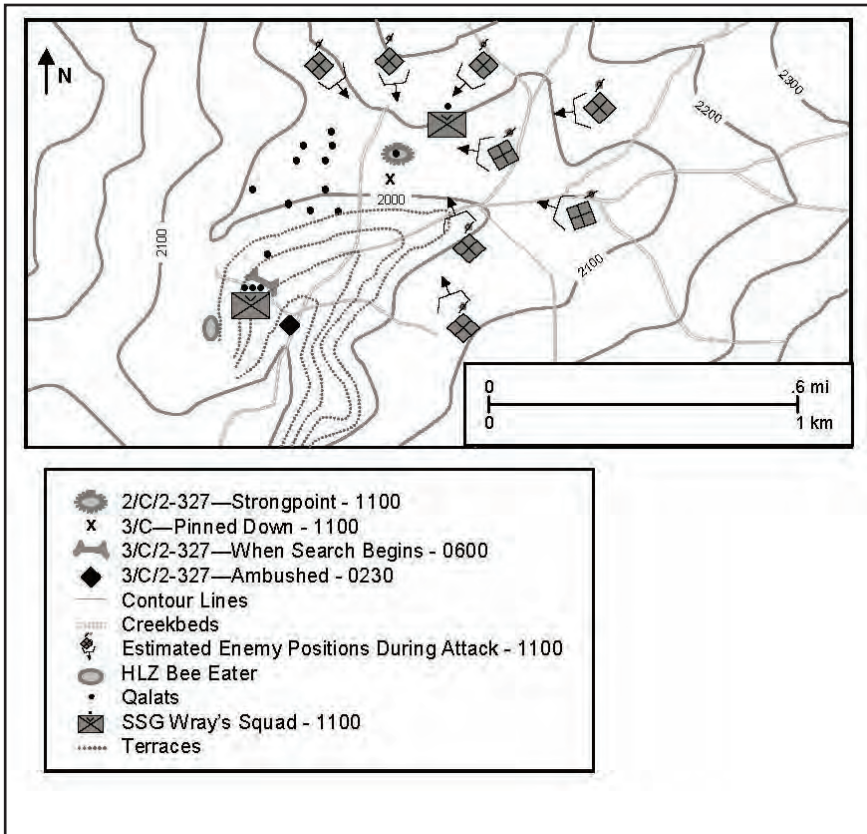 N
2300
2200
2000
2100
2100
0 .6 mi
0 1 km
2/C/2-327—Strongpoint - 1100
x 3/C—Pinned Down - 1100
3/C/2-327—When Search Begins - 0600
3/C/2-327—Ambushed - 0230
Contour Lines
Creekbeds
Estimated Enemy Positions During Attack - 1100
HLZ Bee Eater
Qalats
SSG Wray's Squad - 1100
Terraces